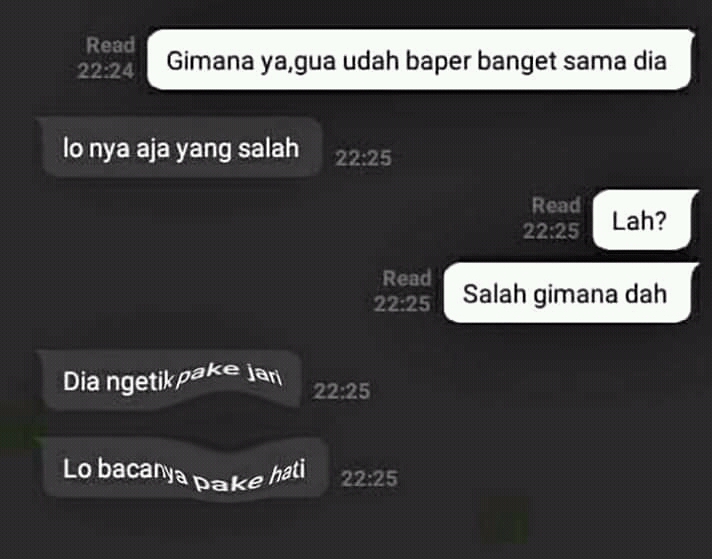 Read
22:24
Gimana ya,gua udah baper banget sama dia
lo nya aja yang salah
22:25
Read
22:25
Lah?
Read
22:25
Salah gimana dah
Dia ngetik pake jari
22:25
Lo bacanya pake hati
22:25